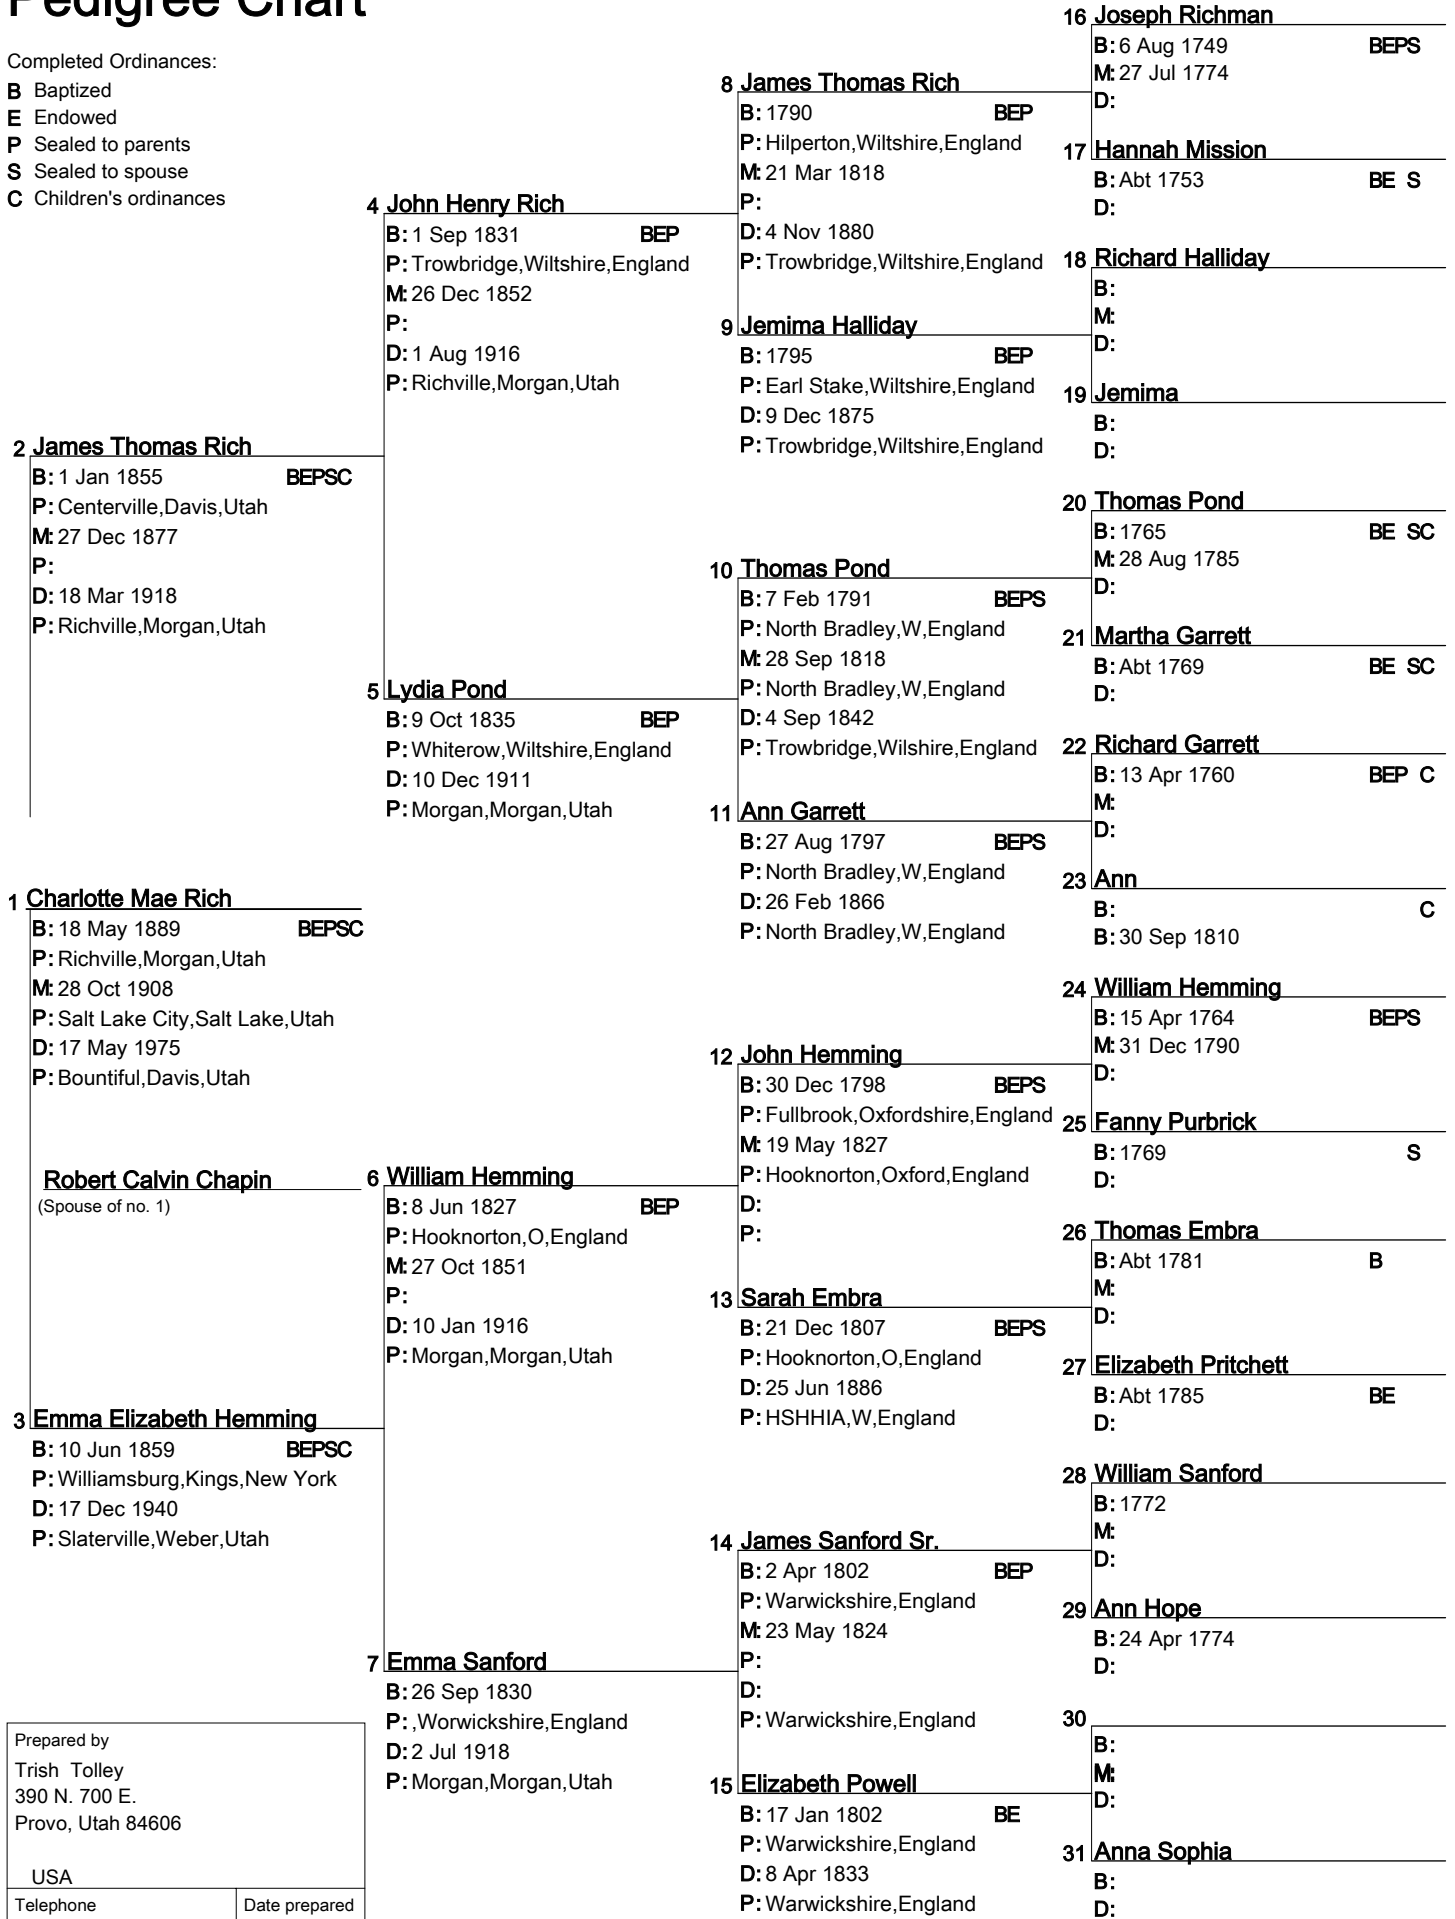 Pedigree Chart
Completed Ordinances:
B Baptized
E Endowed
P Sealed to parents
S Sealed to spouse
C Children's ordinances
2 James Thomas Rich
B: 1 Jan 1855 BEPSC
P: Centerville,Davis,Utah
M: 27 Dec 1877
P:
D: 18 Mar 1918
P: Richville,Morgan,Utah
1 Charlotte Mae Rich
B: 18 May 1889 BEPSC
P: Richville,Morgan,Utah
M: 28 Oct 1908
P: Salt Lake City,Salt Lake,Utah
D: 17 May 1975
P: Bountiful,Davis,Utah
Robert Calvin Chapin
(Spouse of no. 1)
3 Emma Elizabeth Hemming
B: 10 Jun 1859 BEPSC
P: Williamsburg,Kings,New York
D: 17 Dec 1940
P: Slaterville,Weber,Utah
Prepared by
Trish Tolley
390 N. 700 E.
Provo, Utah 84606
USA
Telephone Date prepared
4 John Henry Rich
B: 1 Sep 1831 BEP
P: Trowbridge,Wiltshire,England
M: 26 Dec 1852
P:
D: 1 Aug 1916
P: Richville,Morgan,Utah
5 Lydia Pond
B: 9 Oct 1835 BEP
P: Whiterow,Wiltshire,England
D: 10 Dec 1911
P: Morgan,Morgan,Utah
6 William Hemming
B: 8 Jun 1827 BEP
P: Hooknorton,O,England
M: 27 Oct 1851
P:
D: 10 Jan 1916
P: Morgan,Morgan,Utah
7 Emma Sanford
B: 26 Sep 1830
P: ,Worwickshire,England
D: 2 Jul 1918
P: Morgan,Morgan,Utah
8 James Thomas Rich
B: 1790 BEP
P: Hilperton,Wiltshire,England
M: 21 Mar 1818
P:
D: 4 Nov 1880
P: Trowbridge,Wiltshire,England
9 Jemima Halliday
B: 1795 BEP
P: Earl Stake,Wiltshire,England
D: 9 Dec 1875
P: Trowbridge,Wiltshire,England
10 Thomas Pond
B: 7 Feb 1791 BEPS
P: North Bradley,W,England
M: 28 Sep 1818
P: North Bradley,W,England
D: 4 Sep 1842
P: Trowbridge,Wilshire,England
11 Ann Garrett
B: 27 Aug 1797 BEPS
P: North Bradley,W,England
D: 26 Feb 1866
P: North Bradley,W,England
12 John Hemming
B: 30 Dec 1798 BEPS
P: Fullbrook,Oxfordshire,England
M: 19 May 1827
P: Hooknorton,Oxford,England
D:
P:
13 Sarah Embra
B: 21 Dec 1807 BEPS
P: Hooknorton,O,England
D: 25 Jun 1886
P: HSHHIA,W,England
14 James Sanford Sr.
B: 2 Apr 1802 BEP
P: Warwickshire,England
M: 23 May 1824
P:
D:
P: Warwickshire,England
15 Elizabeth Powell
B: 17 Jan 1802 BE
P: Warwickshire,England
D: 8 Apr 1833
P: Warwickshire,England
16 Joseph Richman
B: 6 Aug 1749 BEPS
M: 27 Jul 1774
D:
17 Hannah Mission
B: Abt 1753 BE S
D:
18 Richard Halliday
B:
M:
D:
19 Jemima
B:
D:
20 Thomas Pond
B: 1765 BE SC
M: 28 Aug 1785
D:
21 Martha Garrett
B: Abt 1769 BE SC
D:
22 Richard Garrett
B: 13 Apr 1760 BEP C
M:
D:
23 Ann
B: C
B: 30 Sep 1810
24 William Hemming
B: 15 Apr 1764 BEPS
M: 31 Dec 1790
D:
25 Fanny Purbrick
B: 1769 S
D:
26 Thomas Embra
B: Abt 1781 B
M:
D:
27 Elizabeth Pritchett
B: Abt 1785 BE
D:
28 William Sanford
B: 1772
M:
D:
29 Ann Hope
B: 24 Apr 1774
D:
30
B:
M:
D:
31 Anna Sophia
B:
D: